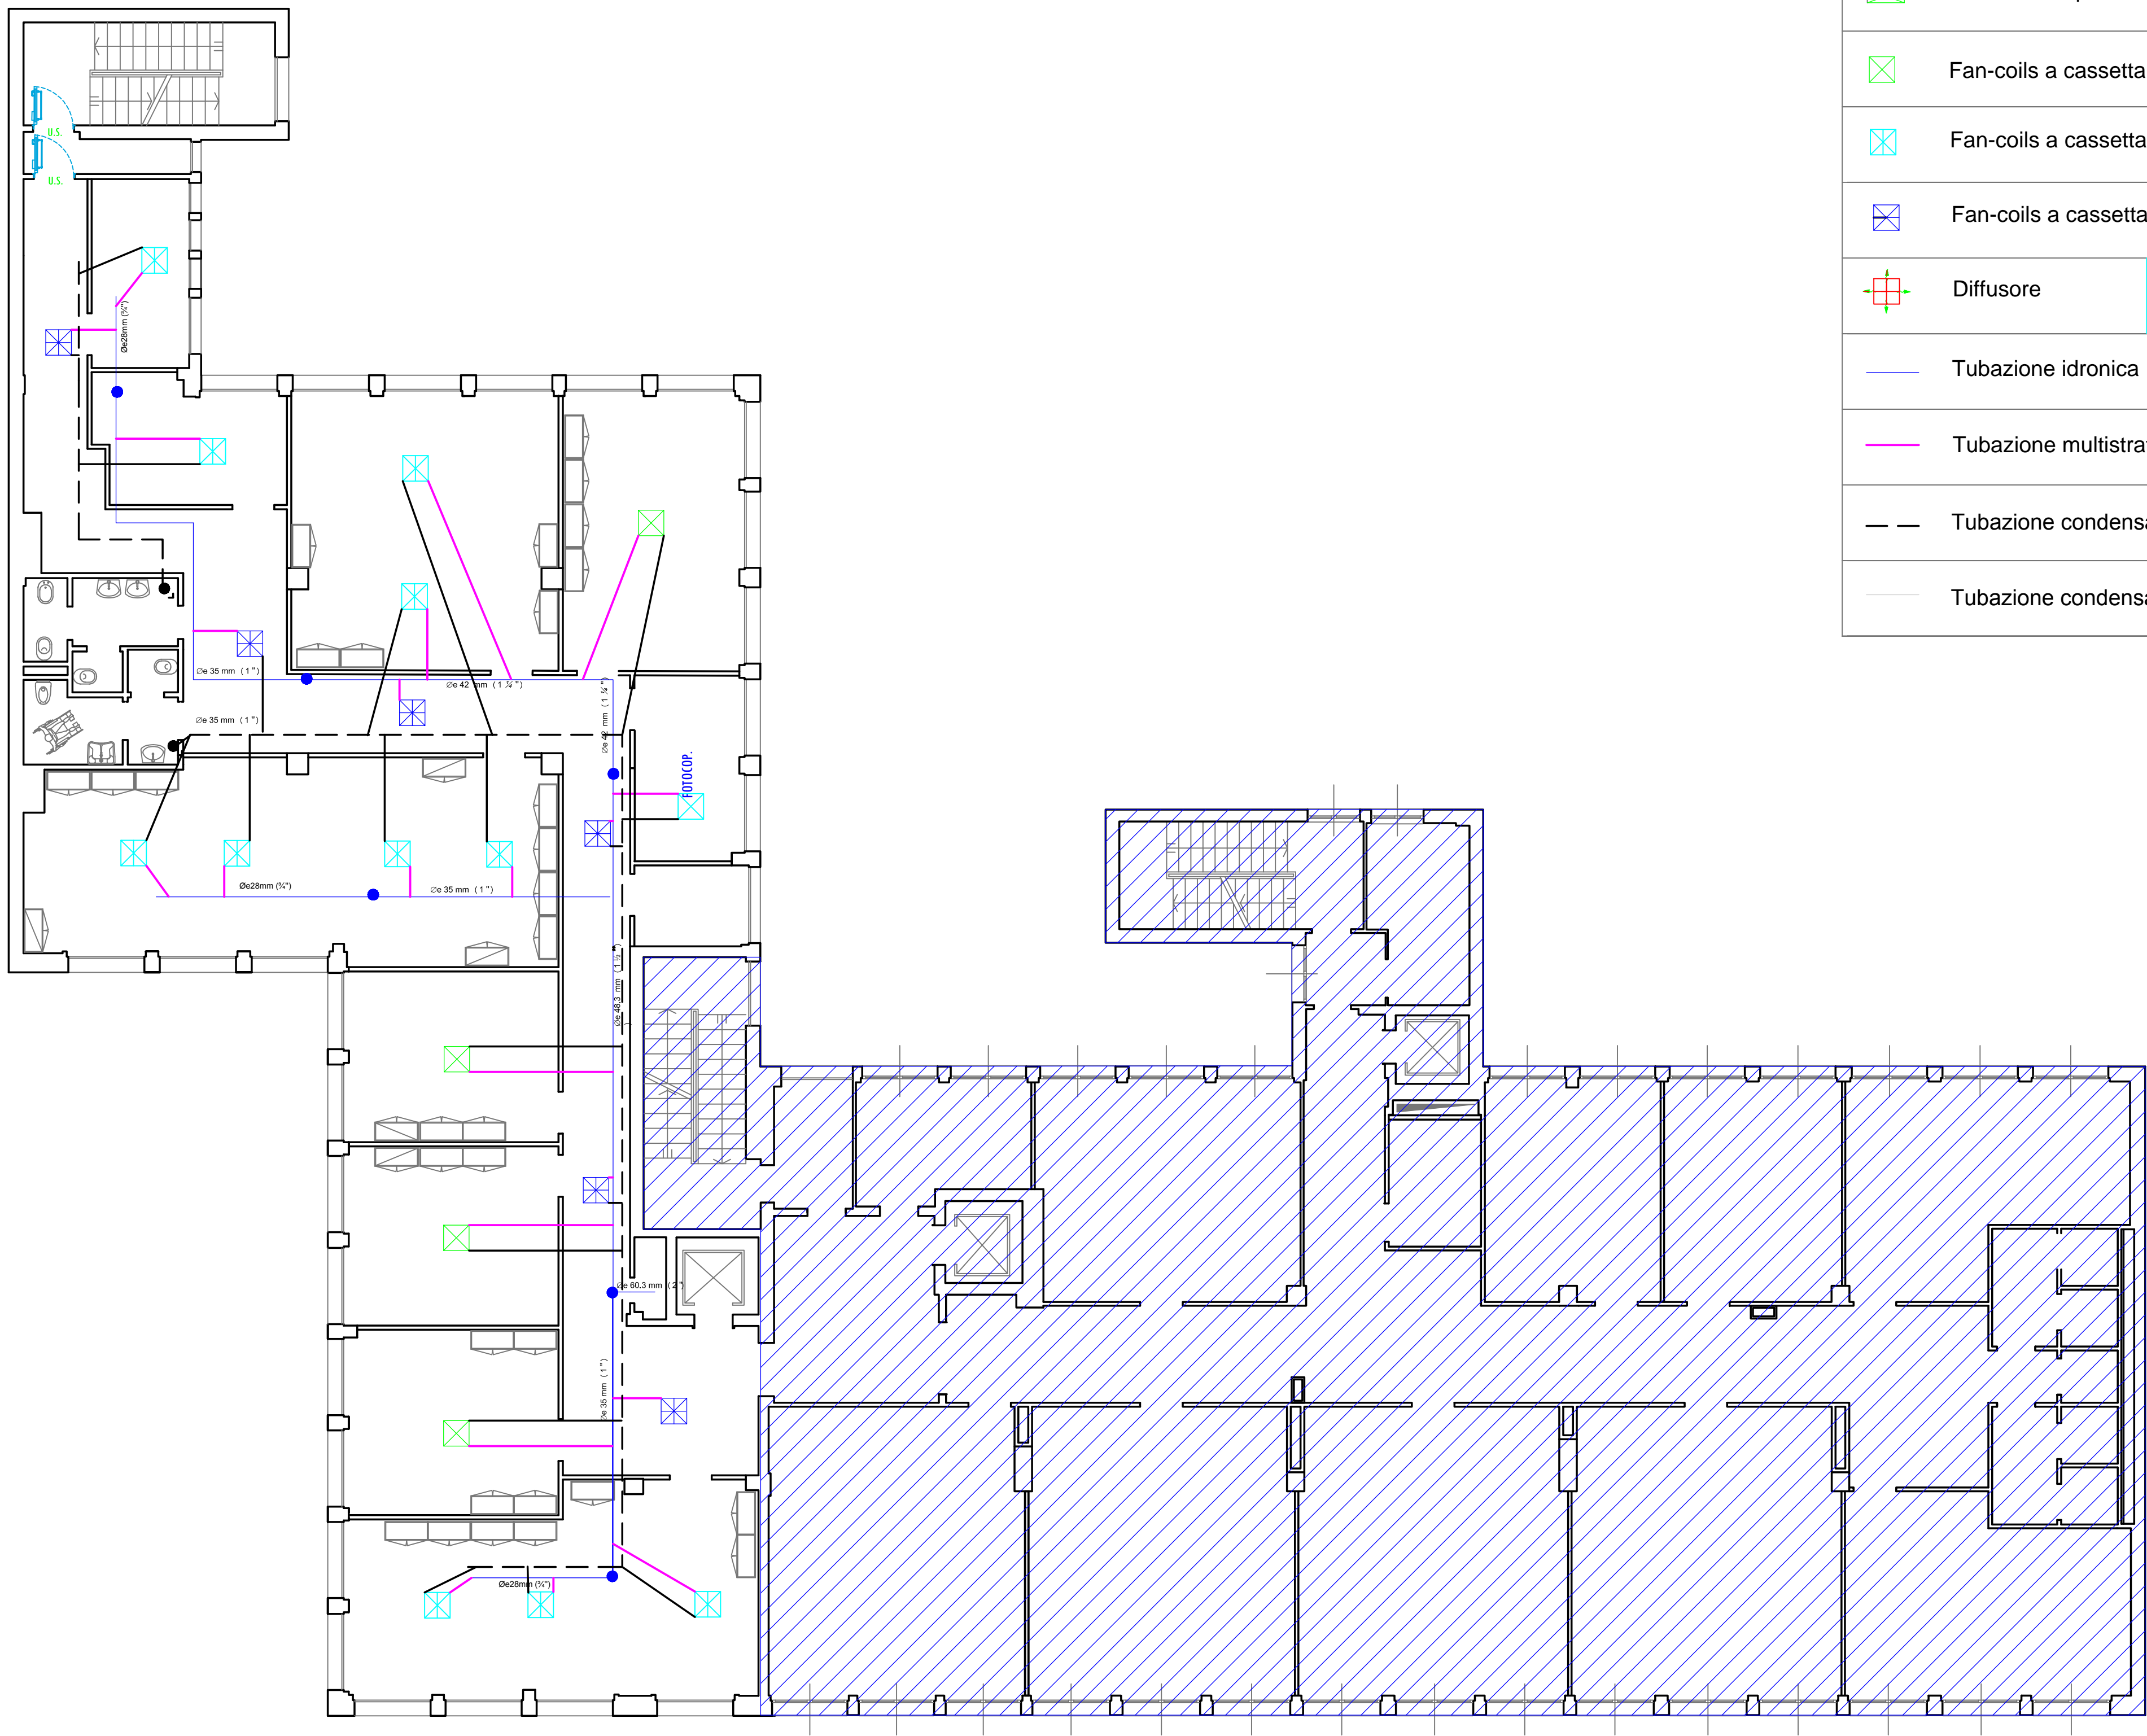 Fan-coils a cassetta
Fan-coils a cassetta
Fan-coils a cassetta
Diffusore
Tubazione idronica
Tubazione multistra
Tubazione condensa
Tubazione condensa
U.S.
U.S.
Øe28mm (¾")
Øe 35 mm (1")
Øe 42 mm (1 ¼")
Øe 42 mm (1 ¼")
Øe 35 mm (1")
FOTOCOP.
Øe28mm (¾")
Øe 35 mm (1")
Øe 48,3 mm (1 ½")
Øe 60,3 mm (2")
Øe 35 mm (1")
Øe28mm (¾")